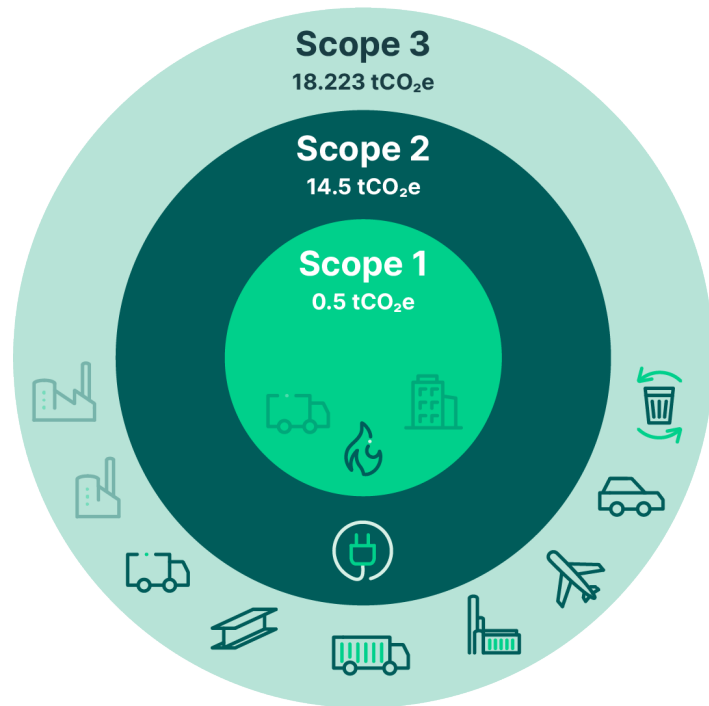 Scope 3
18.223 tCO₂e
Scope 2
14.5 tCO₂e
Scope 1
0.5 tCO₂e